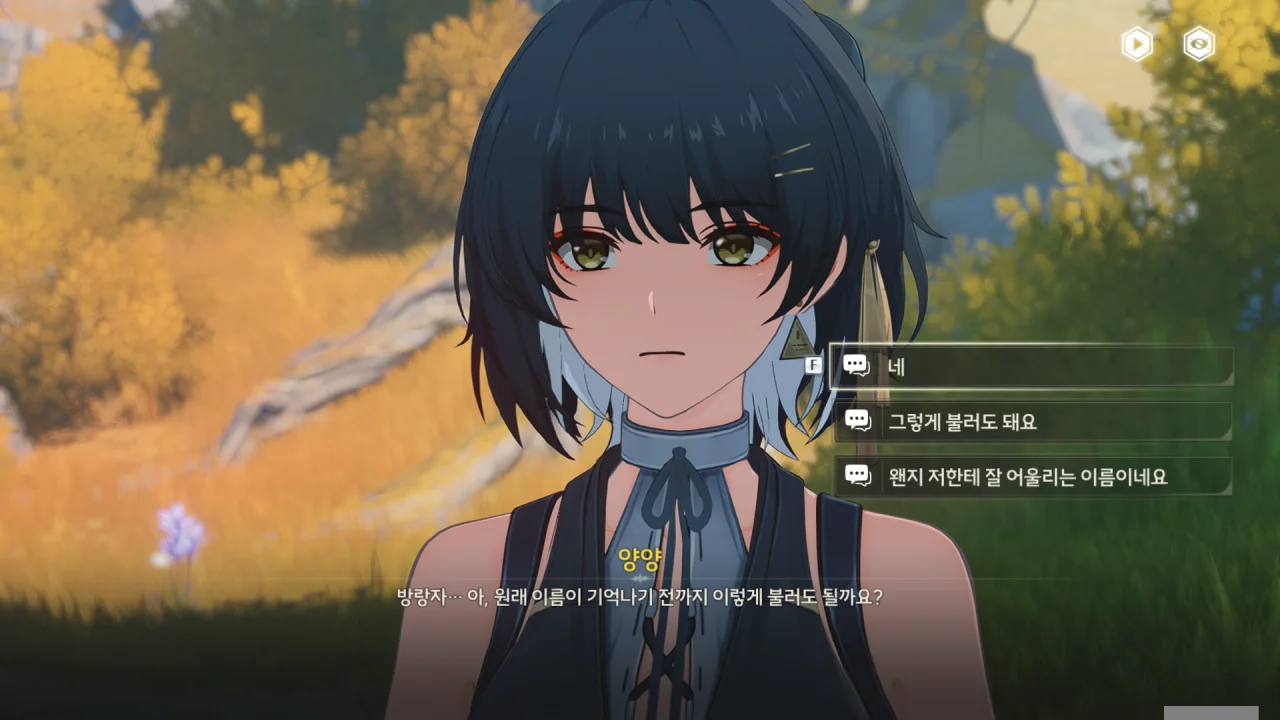 F
네
그렇게 불러도 돼요
왠지 저한테 잘 어울리는 이름이네요
양양
방랑자… 아, 원래 이름이 기억나기 전까지 이렇게 불러도 될까요?